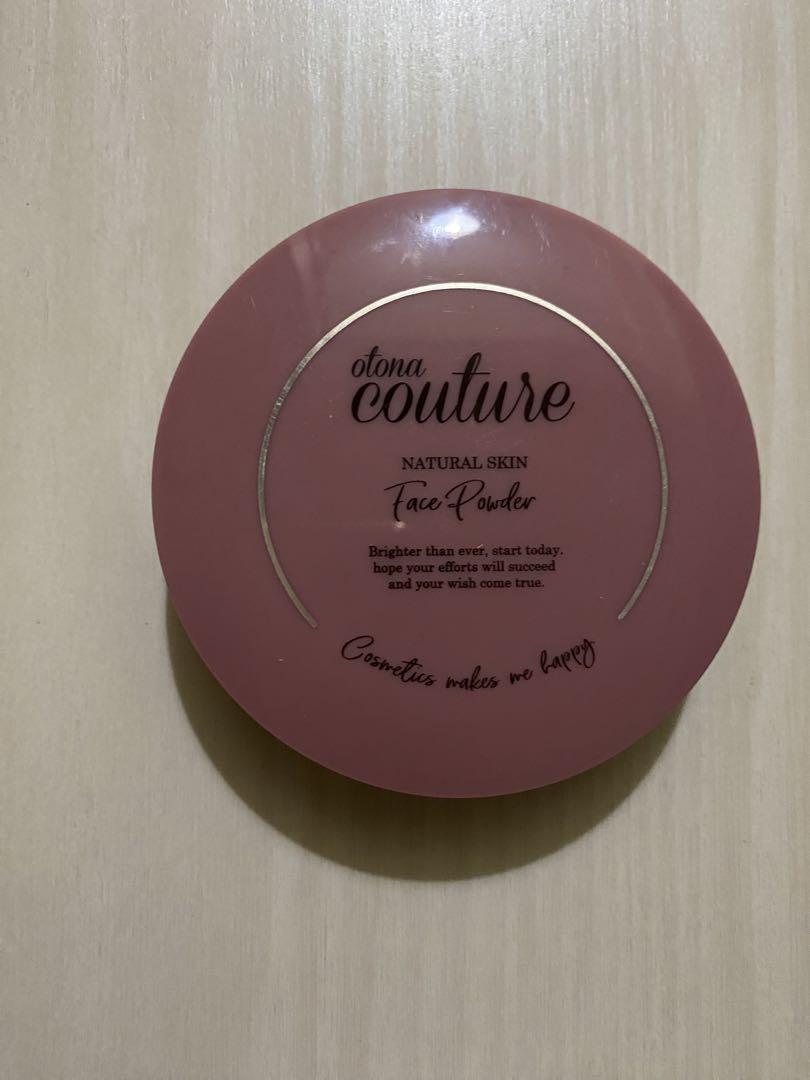 otona
couture
NATURAL SKIN
Face Powder
Brighter than ever, start today.
hope your efforts will succeed
and your wish come true.
Cosmetics makes me happy